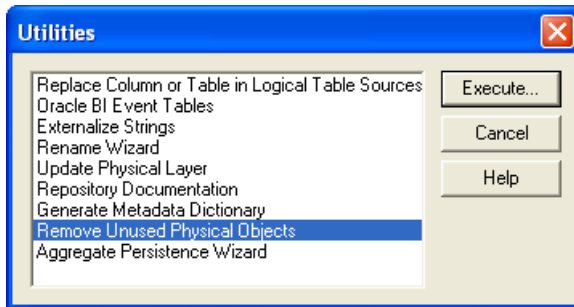 Utilities
Replace Column or Table in Logical Table Sources
Oracle BI Event Tables
Externalize Strings
Rename Wizard
Update Physical Layer
Repository Documentation
Generate Metadata Dictionary
Remove Unused Physical Objects
Aggregate Persistence Wizard
Execute...
Cancel
Help